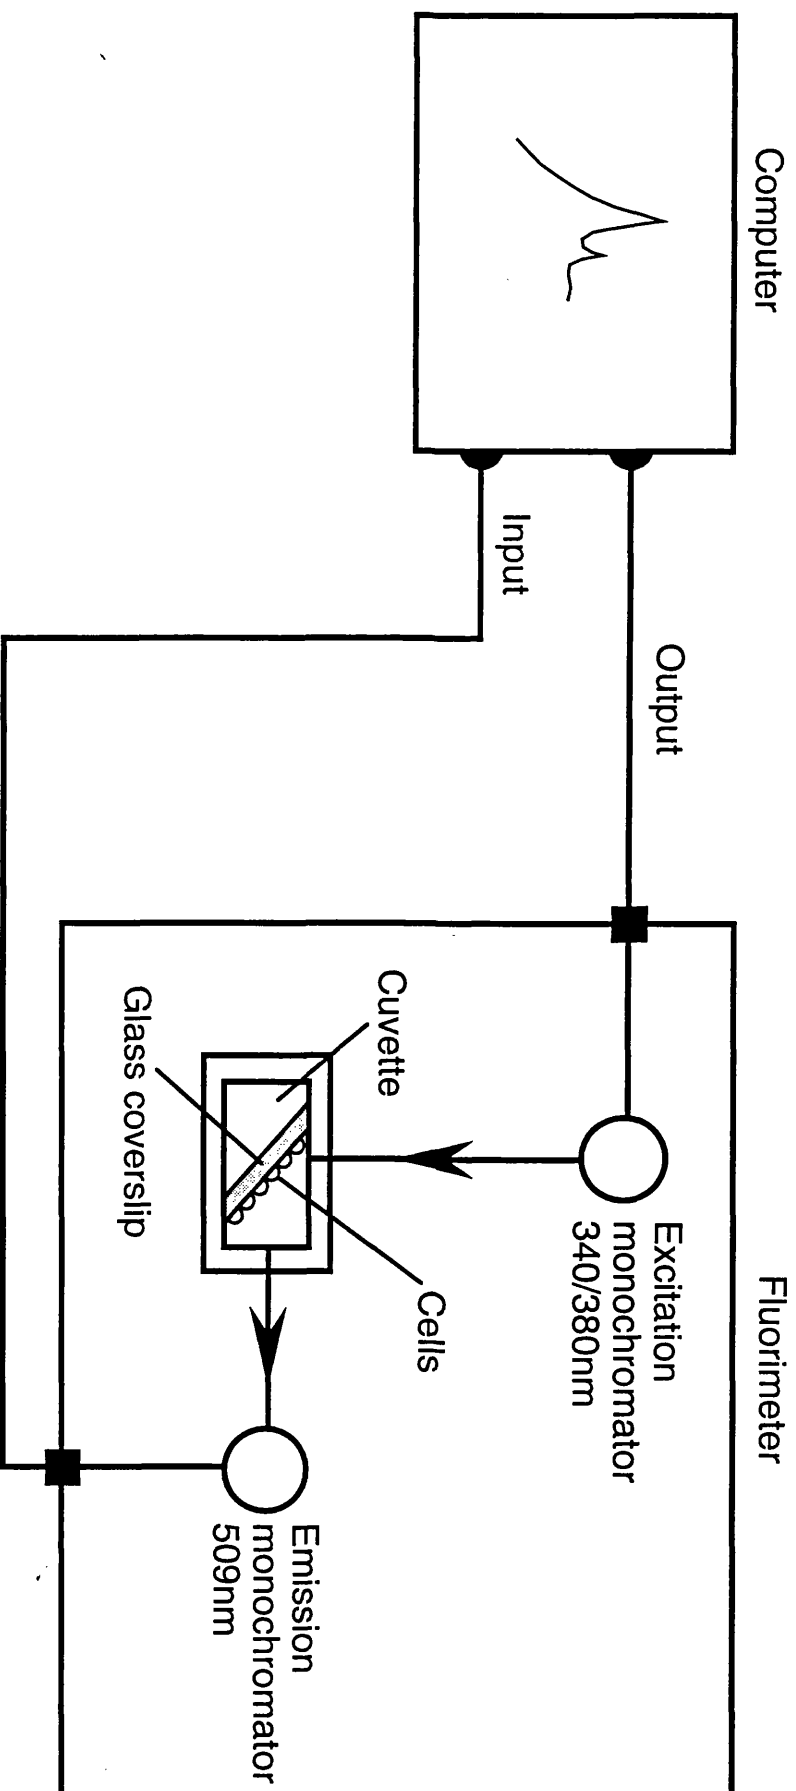 Computer
Output
Input
Fluorimeter
Excitation
monochromator
340/380nm
Cuvette
Cells
Glass coverslip
Emission
monochromator
509nm